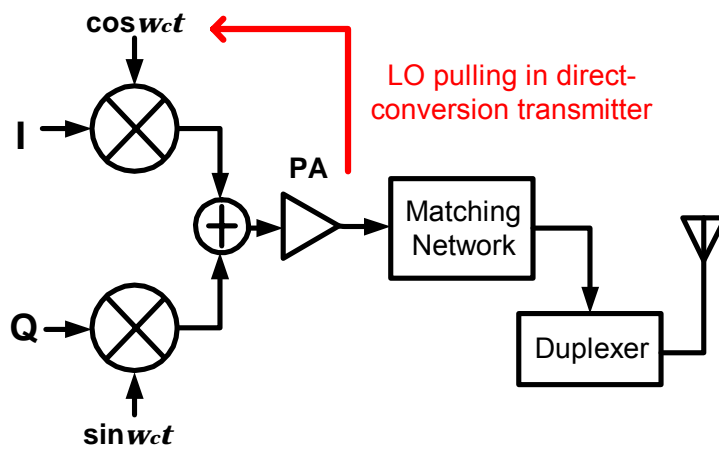 coswct
LO pulling in direct-
conversion transmitter
I
PA
Matching
Network
Q
Duplexer
sinwct